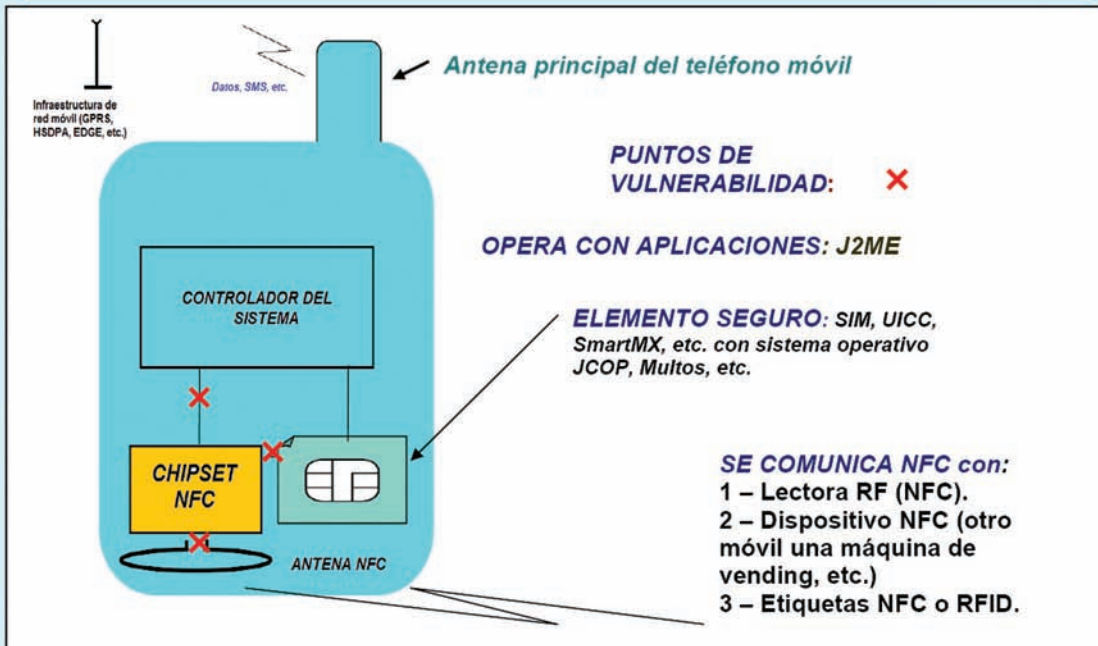 Antena principal del teléfono móvil
Datos, SMS, etc.
Infraestructura de
red móvil (GPRS,
HSDPA, EDGE, etc.)
PUNTOS DE
VULNERABILIDAD:
OPERA CON APLICACIONES: J2ME
CONTROLADOR DEL
SISTEMA
ELEMENTO SEGURO: SIM, UICC,
SmartMX, etc. con sistema operativo
JCOP, Multos, etc.
CHIPSET
NFC
ANTENA NFC
SE COMUNICA NFC con:
1 – Lectora RF (NFC).
2 – Dispositivo NFC (otro
móvil una máquina de
vending, etc.)
3 – Etiquetas NFC o RFID.